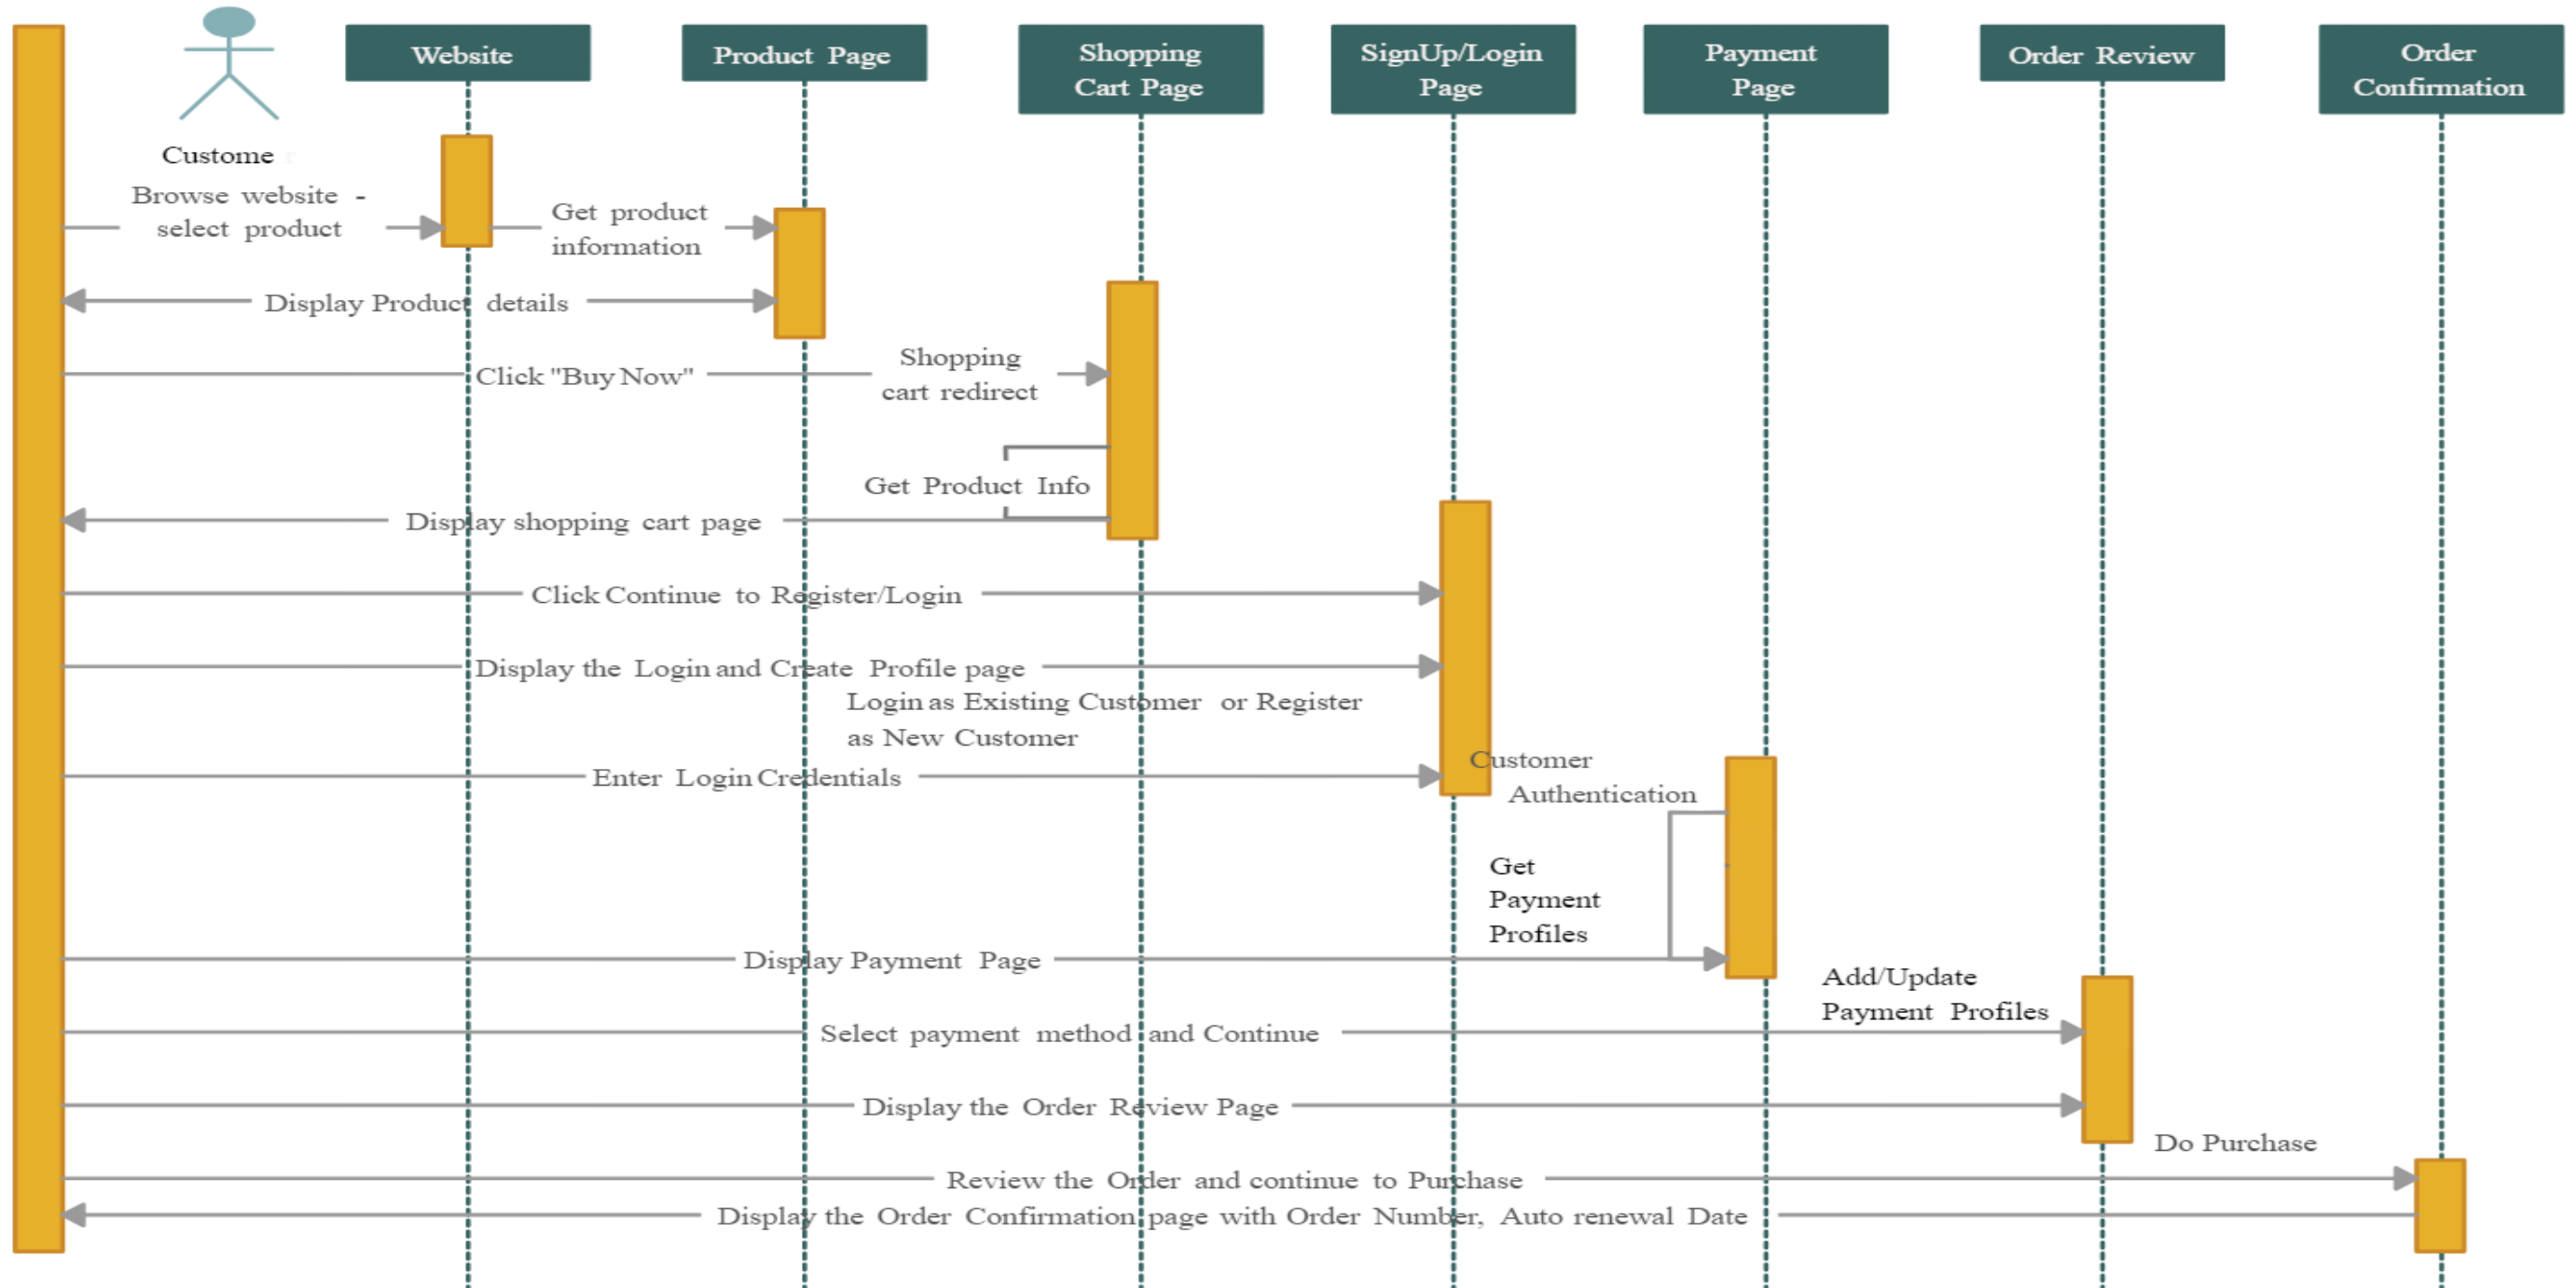 Website
Product Page
Shopping
Cart Page
SignUp/Login
Page
Payment
Page
Order Review
Order
Confirmation
Custome r
Browse website -
select product
Get product
information
Display Product details
Click "Buy Now"
Shopping
cart redirect
Get Product Info
Display shopping cart page
Click Continue to Register/Login
Display the Login and Create Profile page
Login as Existing Customer or Register
as New Customer
Enter Login Credentials
Customer
Authentication
Get
Payment
Profiles
Display Payment Page
Add/Update
Payment Profiles
Select payment method and Continue
Display the Order Review Page
Do Purchase
Review the Order and continue to Purchase
Display the Order Confirmation page with Order Number, Auto renewal Date